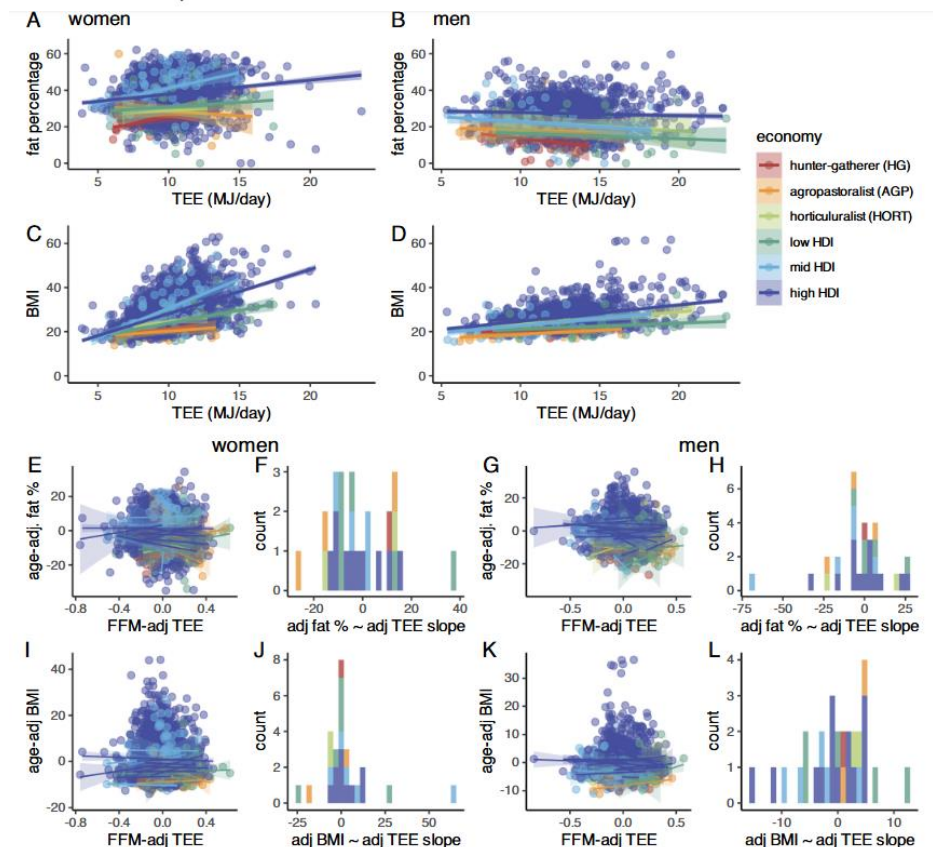 A women
B men
fat percentage
60
40
20
0
5 10 15 20
TEE (MJ/day)
fat percentage
60
40
20
0
5 10 15 20
TEE (MJ/day)
economy
hunter-gatherer (HG)
agropastoralist (AGP)
horticuluralist (HORT)
low HDI
mid HDI
high HDI
C
BMI
60
40
20
0
5 10 15 20
TEE (MJ/day)
D
BMI
60
40
20
0
5 10 15 20
TEE (MJ/day)
women
men
E
age-adj. fat %
20
0
-20
-0.8 -0.4 0.0 0.4
FFM-adj TEE
F
count
3
2
1
0
-20 0 20 40
adj fat % ~ adj TEE slope
G
age-adj. fat %
20
0
-20
-0.5 0.0 0.5
FFM-adj TEE
H
count
6
4
2
0
-75 -50 -25 0 25
adj fat % ~ adj TEE slope
I
age-adj BMI
40
20
0
-20
-0.8 -0.4 0.0 0.4
FFM-adj TEE
J
count
8
6
4
2
0
-25 0 25 50
adj BMI ~ adj TEE slope
K
age-adj BMI
30
20
10
0
-10
-0.5 0.0 0.5
FFM-adj TEE
L
count
4
3
2
1
0
-10 0 10
adj BMI ~ adj TEE slope